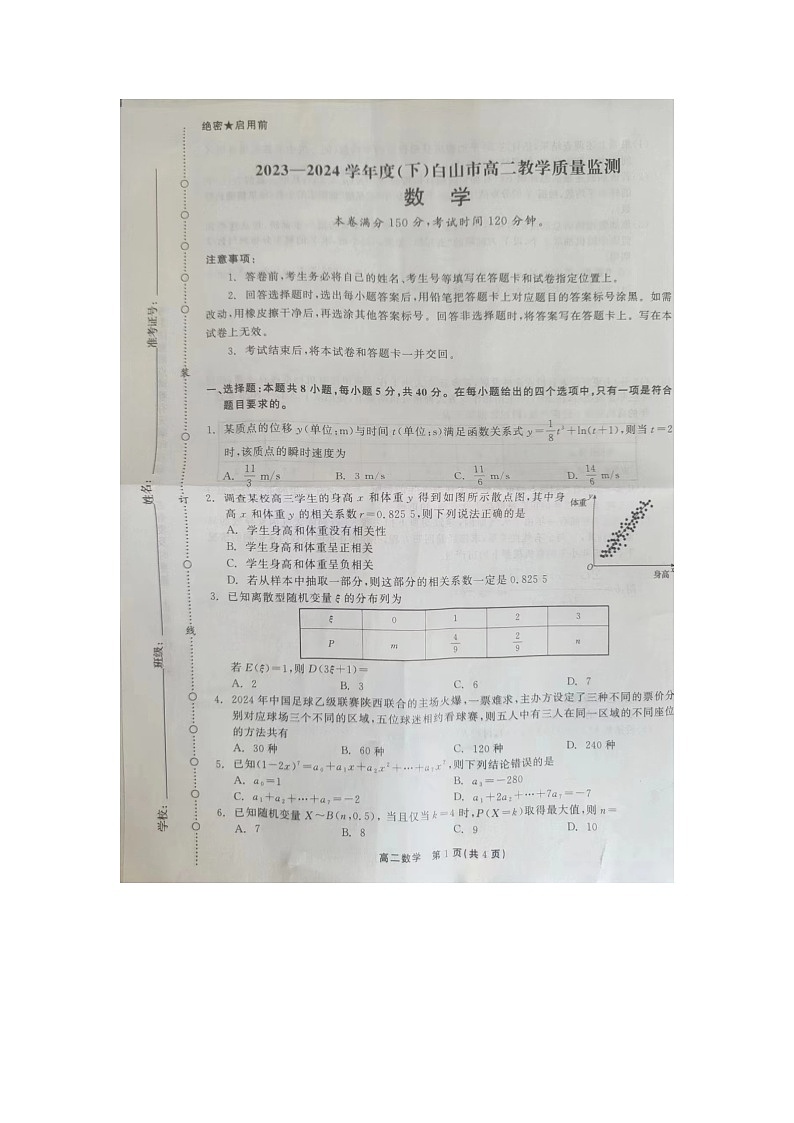 绝密★启用前
2023—2024学年度(下)白山市高二教学质量监测
数 学
本卷满分150分,考试时间120分钟。
注意事项:
1. 答卷前,考生务必将自己的姓名、考生号等填写在答题卡和试卷指定位置上。
2. 回答选择题时,选出每小题答案后,用铅笔把答题卡上对应题目的答案标号涂黑。如需
改动,用橡皮擦干净后,再选涂其他答案标号。回答非选择题时,将答案写在答题卡上。写在本
试卷上无效。
3. 考试结束后,将本试卷和答题卡一并交回。
一、选择题:本题共8小题,每小题5分,共40分。在每小题给出的四个选项中,只有一项是符合
题目要求的。
1. 某质点的位移y(单位:m)与时间t(单位:s)满足函数关系式y=1/8 t³+ln(t+1),则当t=2
时,该质点的瞬时速度为
A. 11/3 m/s B. 3 m/s C. 11/6 m/s D. 14/6 m/s
2. 调查某校高三学生的身高x和体重y得到如图所示散点图,其中身
高x和体重y的相关系数r=0.825 5,则下列说法正确的是
A. 学生身高和体重没有相关性
B. 学生身高和体重呈正相关
C. 学生身高和体重呈负相关
D. 若从样本中抽取一部分,则这部分的相关系数一定是0.825 5
体重 y
O
身高 x
3. 已知离散型随机变量ξ的分布列为
ξ 0 1 2 3
P m 4/9 2/9 n
若E(ξ)=1,则D(3ξ+1)=
A. 2 B. 3 C. 6 D. 7
4. 2024年中国足球乙级联赛陕西联合的主场火爆,一票难求,主办方设定了三种不同的票价分
别对应球场三个不同的区域,五位球迷相约看球赛,则五人中有三人在同一区域的不同座位
的方法共有
A. 30种 B. 60种 C. 120种 D. 240种
5. 已知(1-2x)⁷=a₀+a₁x+a₂x²+…+a₇x⁷,则下列结论错误的是
A. a₀=1 B. a₃=-280
C. a₁+a₂+…+a₇=-2 D. a₁+2a₂+…+7a₇=-7
6. 已知随机变量X~B(n,0.5),当且仅当k=4时,P(X=k)取得最大值,则n=
A. 7 B. 8 C. 9 D. 10
高二数学 第1页(共4页)
准考证号:
姓名:
班级:
学校:
装
订
线